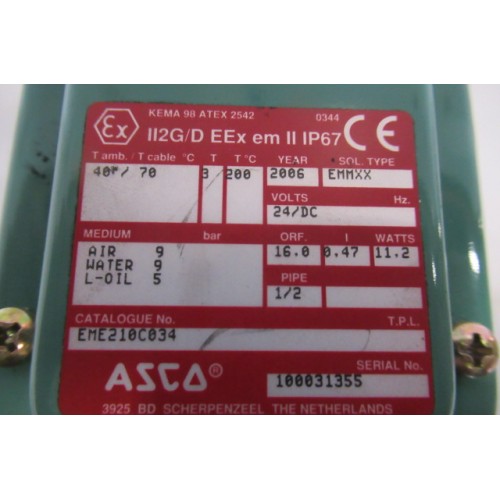 KEMA 98 ATEX 2542 0344
Ex II2G/D EEx em II IP67 CE
T amb. / T cable °C T T °C YEAR SOL. TYPE
/ 70 3 200 2006 EMMXX
VOLTS Hz.
24/DC
MEDIUM bar ORF. I WATTS
AIR 9 16.0 0.47 11.2
WATER 9
L-OIL 5 PIPE
1/2
CATALOGUE No. T.P.L.
EME210C034
ASCO® SERIAL No.
100031355
3925 BD SCHERPENZEEL THE NETHERLANDS